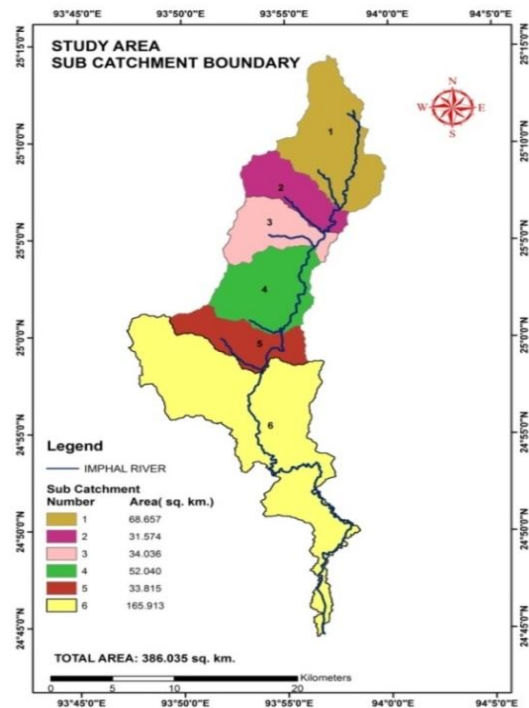 93°45'0"E 93°50'0"E 93°55'0"E 94°0'0"E 94°5'0"E
STUDY AREA
SUB CATCHMENT BOUNDARY
N
W E
S
25°15'0"N 25°15'0"N
1
25°10'0"N 25°10'0"N
2
3
25°5'0"N 25°5'0"N
4
25°0'0"N 25°0'0"N
5
6
24°55'0"N 24°55'0"N
Legend
IMPHAL RIVER
Sub Catchment
Number Area( sq. km.)
1 68.657
2 31.574
24°50'0"N 24°50'0"N
3 34.036
4 52.040
5 33.815
6 165.913
24°45'0"N 24°45'0"N
TOTAL AREA: 386.035 sq. km.
Kilometers
0 5 10 20
93°45'0"E 93°50'0"E 93°55'0"E 94°0'0"E 94°5'0"E